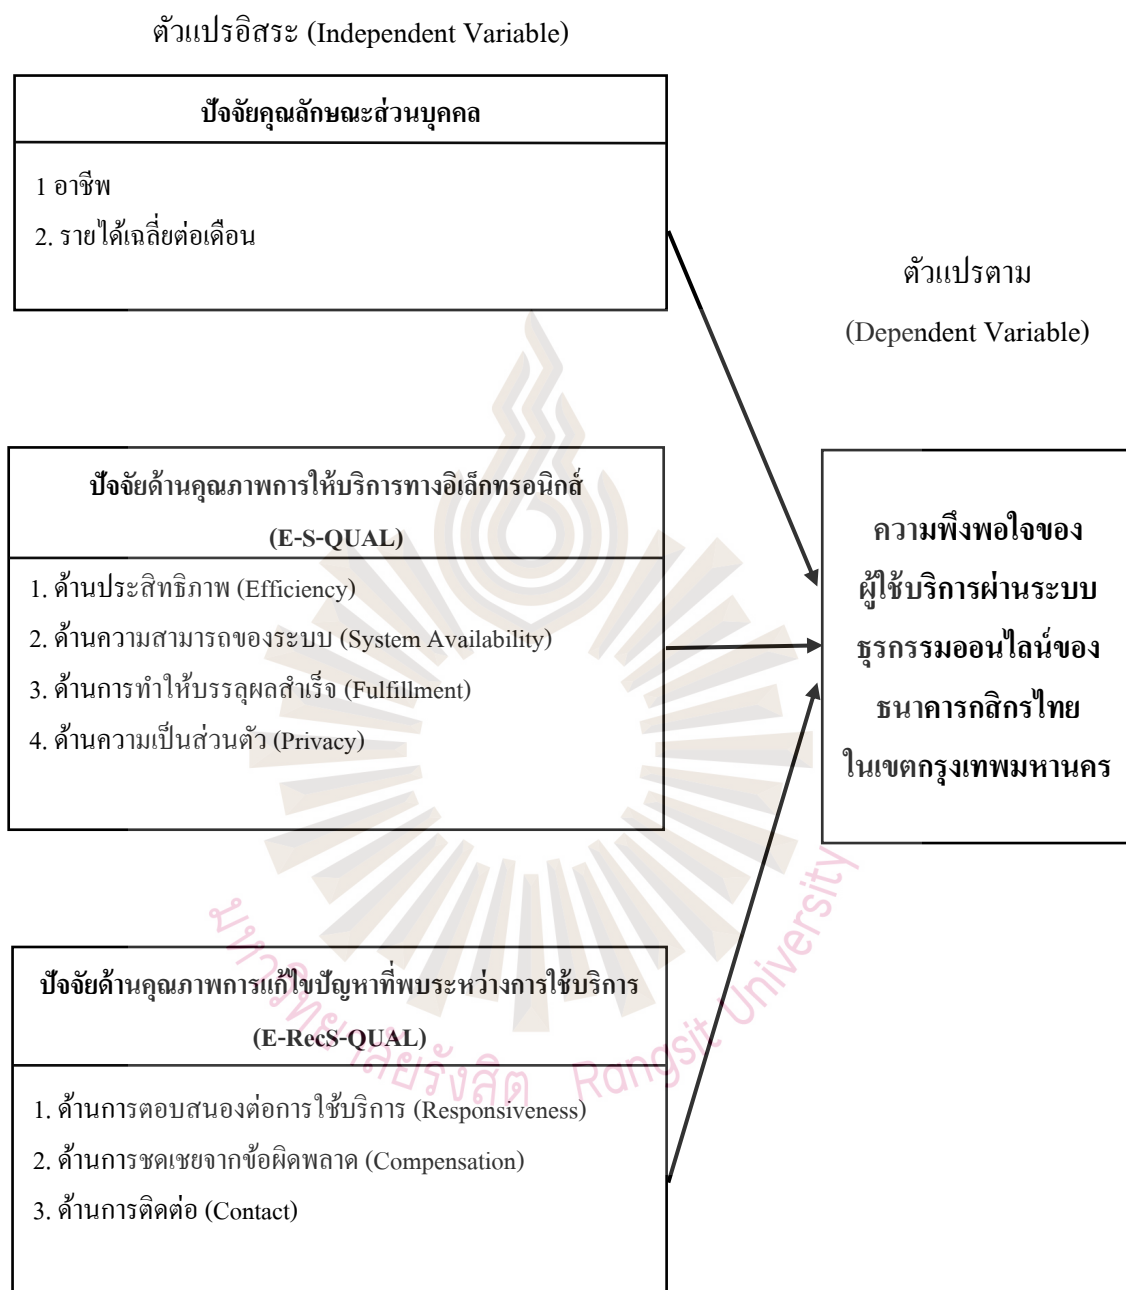 ตัวแปรอิสระ (Independent Variable)
ปัจจัยคุณลักษณะส่วนบุคคล
1 อาชีพ
2. รายได้เฉลี่ยต่อเดือน
ตัวแปรตาม
(Dependent Variable)
ปัจจัยด้านคุณภาพการให้บริการทางอิเล็กทรอนิกส์
(E-S-QUAL)
1. ด้านประสิทธิภาพ (Efficiency)
2. ด้านความสามารถของระบบ (System Availability)
3. ด้านการทำให้บรรลุผลสำเร็จ (Fulfillment)
4. ด้านความเป็นส่วนตัว (Privacy)
ความพึงพอใจของ
ผู้ใช้บริการผ่านระบบ
ธุรกรรมออนไลน์ของ
ธนาคารกสิกรไทย
ในเขตกรุงเทพมหานคร
ปัจจัยด้านคุณภาพการแก้ไขปัญหาที่พบระหว่างการใช้บริการ
(E-RecS-QUAL)
1. ด้านการตอบสนองต่อการใช้บริการ (Responsiveness)
2. ด้านการชดเชยจากข้อผิดพลาด (Compensation)
3. ด้านการติดต่อ (Contact)
มหาวิทยาลัยรังสิต Rangsit University